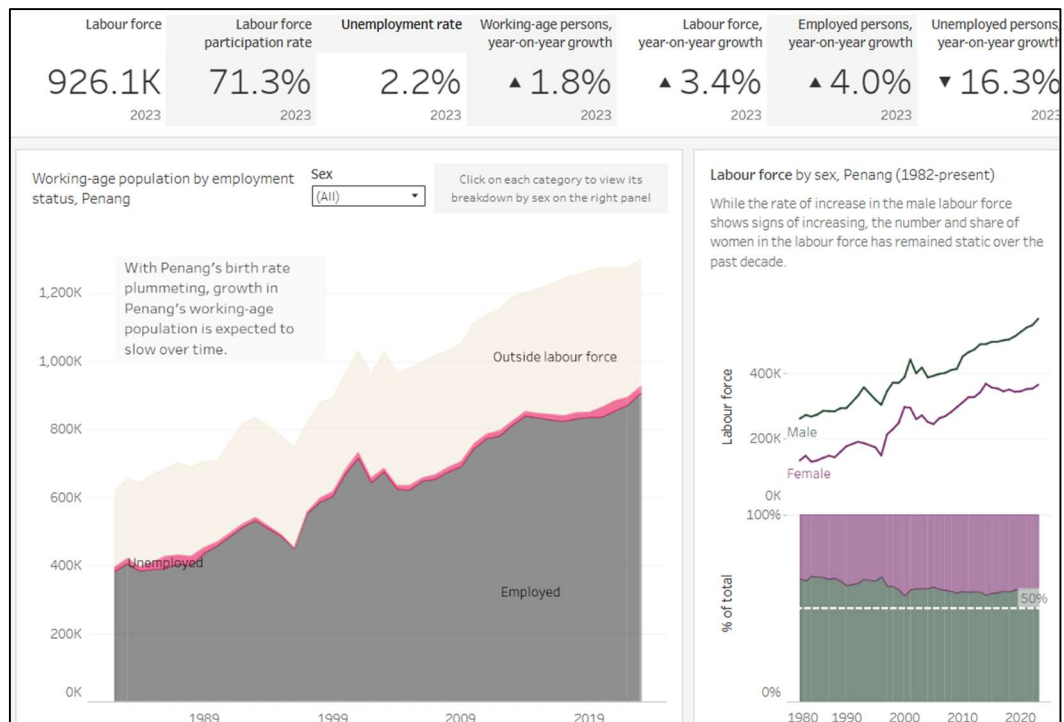 Labour force
926.1K
2023
Labour force
participation rate
71.3%
2023
Unemployment rate
2.2%
2023
Working-age persons,
year-on-year growth
▲ 1.8%
2023
Labour force,
year-on-year growth
▲ 3.4%
2023
Employed persons,
year-on-year growth
▲ 4.0%
2023
Unemployed persons,
year-on-year growth
▼ 16.3%
2023
Working-age population by employment
status, Penang
Sex
(All)
Click on each category to view its
breakdown by sex on the right panel
With Penang's birth rate
plummeting, growth in
Penang's working-age
population is expected to
slow over time.
1,200K
1,000K
800K
600K
400K
200K
0K
Outside labour force
Unemployed
Employed
1989
1999
2009
2019
Labour force by sex, Penang (1982-present)
While the rate of increase in the male labour force
shows signs of increasing, the number and share of
women in the labour force has remained static over the
past decade.
Labour force
400K
200K
0K
Male
Female
% of total
100%
50%
0%
1980
1990
2000
2010
2020